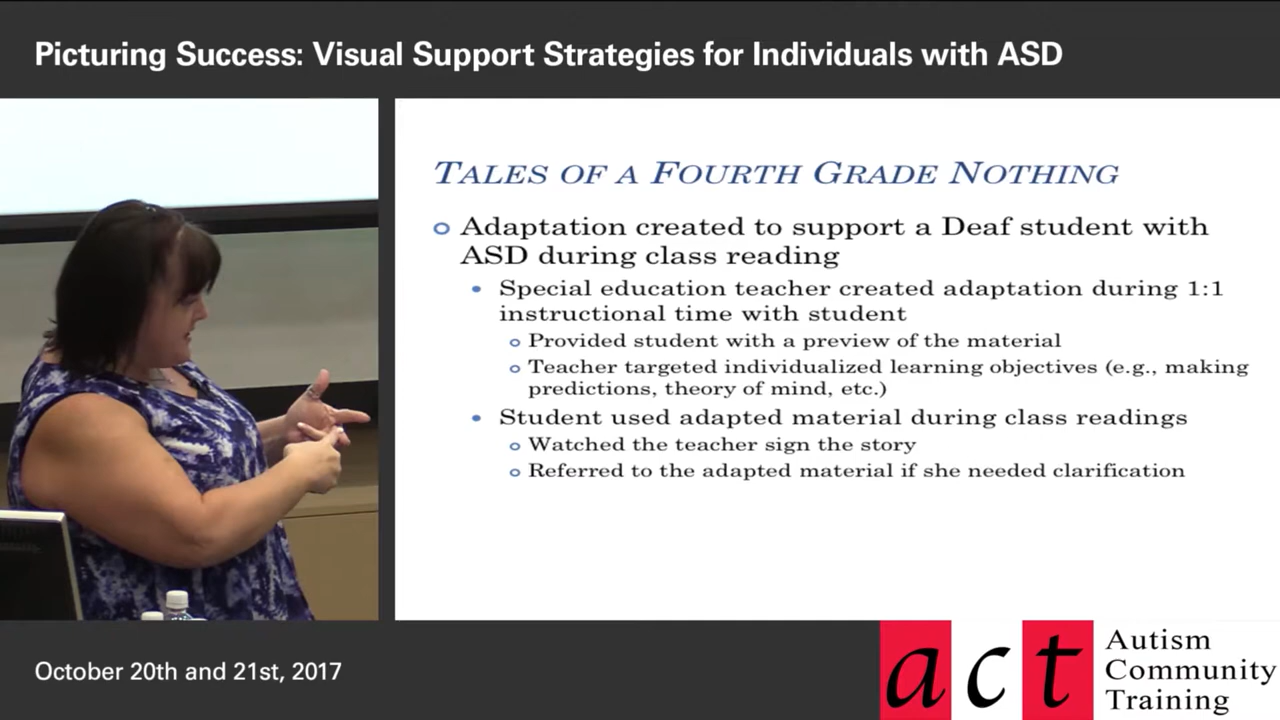 Picturing Success: Visual Support Strategies for Individuals with ASD
TALES OF A FOURTH GRADE NOTHING
Adaptation created to support a Deaf student with
ASD during class reading
Special education teacher created adaptation during 1:1
instructional time with student
Provided student with a preview of the material
Teacher targeted individualized learning objectives (e.g., making
predictions, theory of mind, etc.)
Student used adapted material during class readings
Watched the teacher sign the story
Referred to the adapted material if she needed clarification
October 20th and 21st, 2017
act
Autism
Community
Training